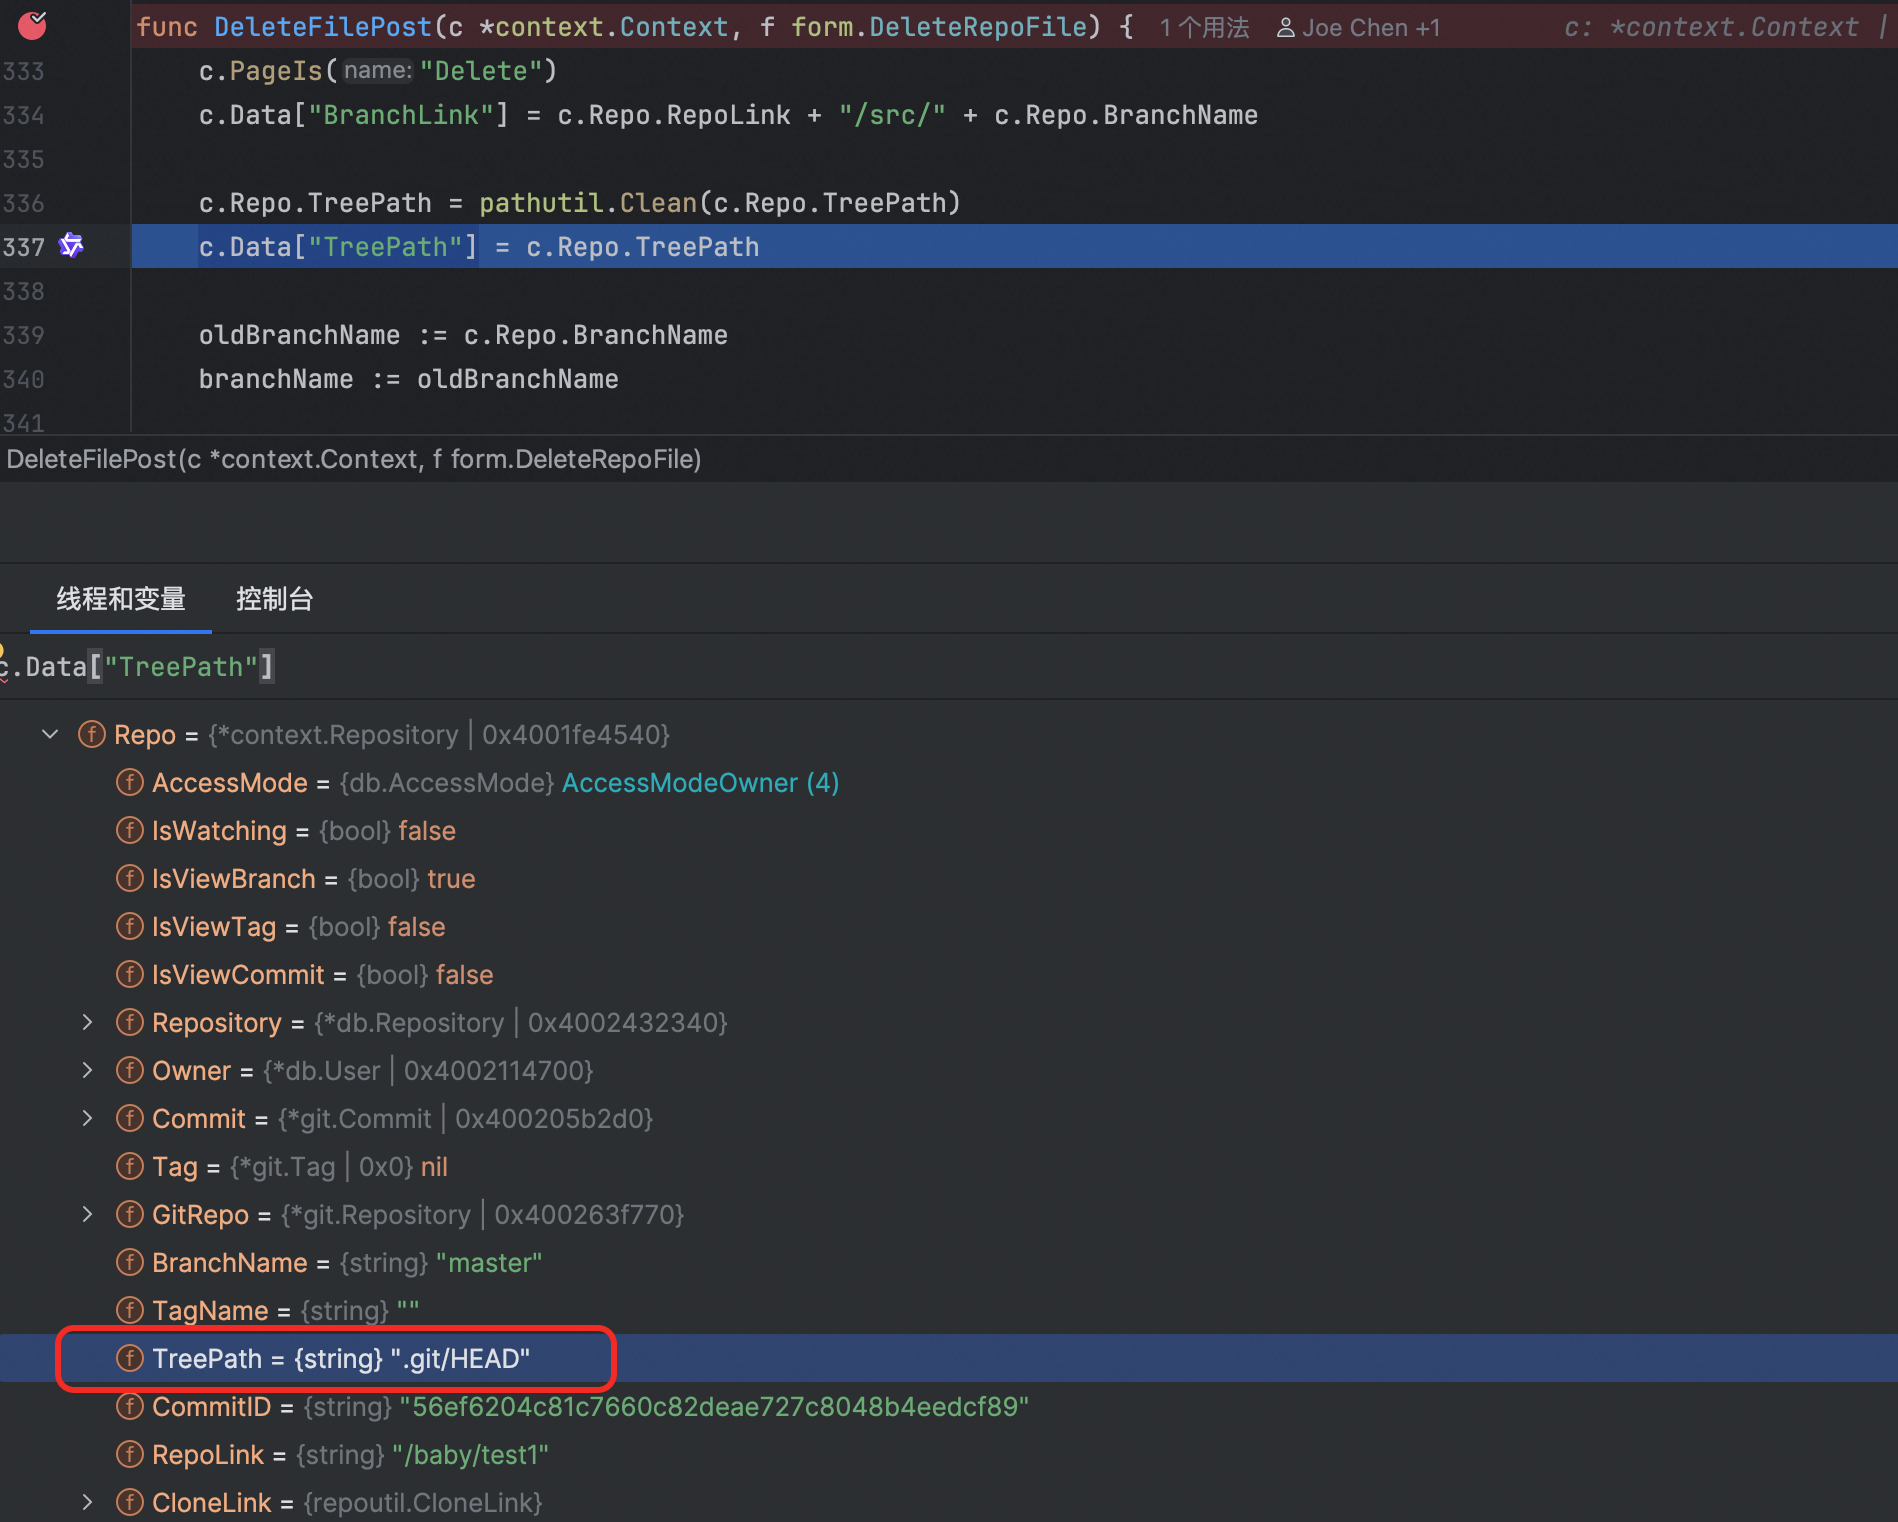 func DeleteFilePost(c *context.Context, f form.DeleteRepoFile) { 1个用法 Joe Chen +1 c: *context.Context |
333 c.PageIs( name: "Delete")
334 c.Data["BranchLink"] = c.Repo.RepoLink + "/src/" + c.Repo.BranchName
335
336 c.Repo.TreePath = pathutil.Clean(c.Repo.TreePath)
337 c.Data["TreePath"] = c.Repo.TreePath
338
339 oldBranchName := c.Repo.BranchName
340 branchName := oldBranchName
341
DeleteFilePost(c *context.Context, f form.DeleteRepoFile)
线程和变量 控制台
c.Data["TreePath"]
f Repo = {*context.Repository | 0x4001fe4540}
f AccessMode = {db.AccessMode} AccessModeOwner (4)
f IsWatching = {bool} false
f IsViewBranch = {bool} true
f IsViewTag = {bool} false
f IsViewCommit = {bool} false
f Repository = {*db.Repository | 0x4002432340}
f Owner = {*db.User | 0x4002114700}
f Commit = {*git.Commit | 0x400205b2d0}
f Tag = {*git.Tag | 0x0} nil
f GitRepo = {*git.Repository | 0x400263f770}
f BranchName = {string} "master"
f TagName = {string} ""
f TreePath = {string} ".git/HEAD"
f CommitID = {string} "56ef6204c81c7660c82deae727c8048b4eedcf89"
f RepoLink = {string} "/baby/test1"
f CloneLink = {repoutil.CloneLink}